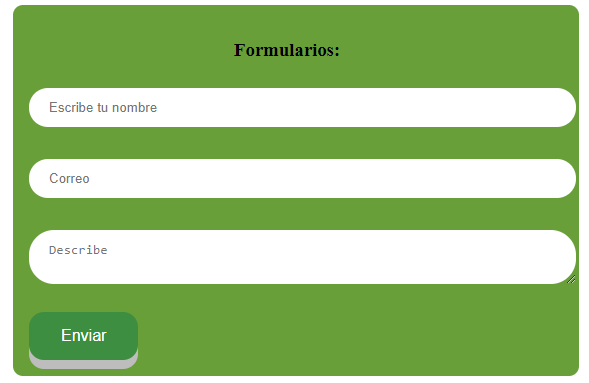 Formularios:
Escribe tu nombre
Correo
Describe
Enviar